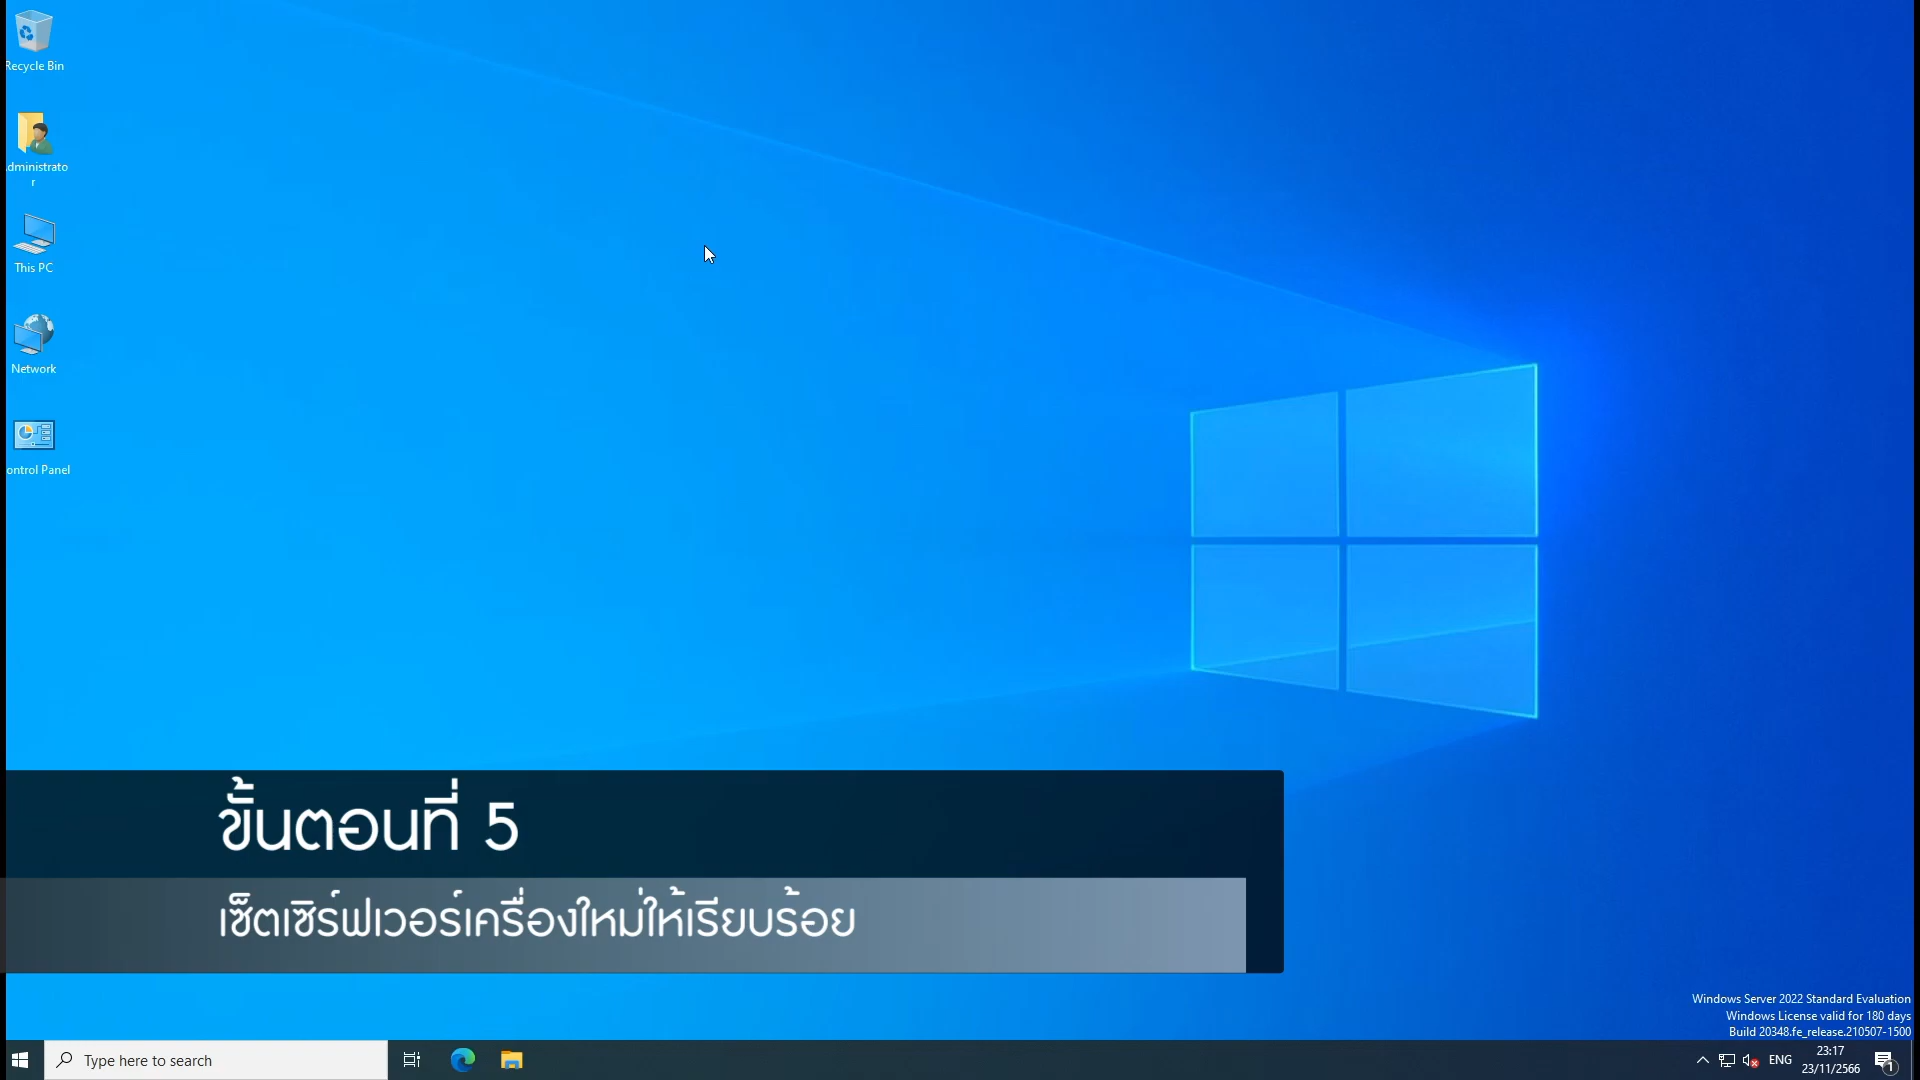 Recycle Bin
dministrato
r
This PC
Network
ontrol Panel
ขั้นตอนที่ 5
เซ็ตเซิร์ฟเวอร์เครื่องใหม่ให้เรียบร้อย
Windows Server 2022 Standard Evaluation
Windows License valid for 180 days
Build 20348.fe_release.210507-1500
Type here to search
ENG
23:17
23/11/2566
1